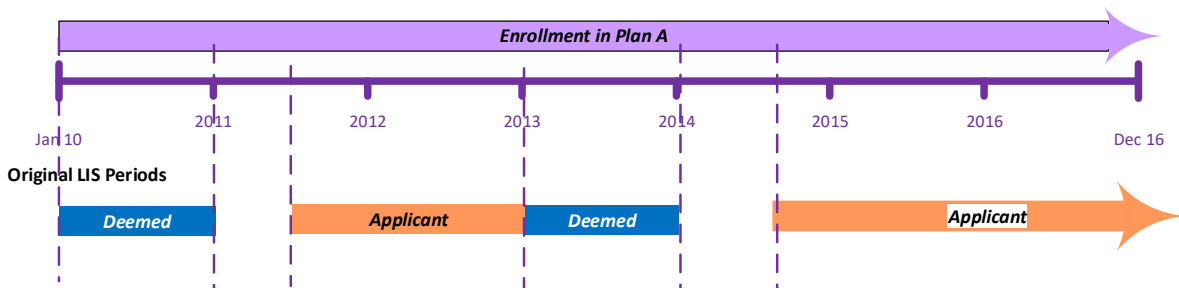 Enrollment in Plan A
2011 2012 2013 2014 2015 2016
Jan 10 Dec 16
Original LIS Periods
Deemed Applicant Deemed Applicant